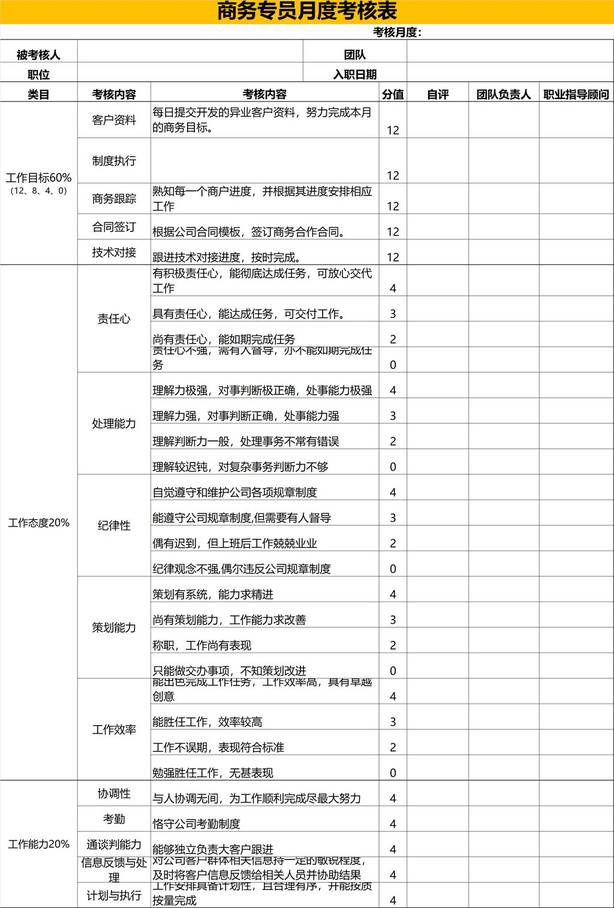 商务专员月度考核表
考核月度：
被考核人 团队
职位 入职日期
类目 考核内容 考核内容 分值 自评 团队负责人 职业指导顾问
工作目标60%
（12、8、4、0）
客户资料
每日提交开发的异业客户资料，努力完成本月
的商务目标。
12
制度执行
12
商务跟踪
熟知每一个商户进度，并根据其进度安排相应
工作
12
合同签订
根据公司合同模板，签订商务合作合同。
12
技术对接
跟进技术对接进度，按时完成。
12
工作态度20%
责任心
有积极责任心，能彻底达成任务，可放心交代
工作
4
具有责任心，能达成任务，可交付工作。
3
尚有责任心，能如期完成任务
2
责任心不强，需有人督导，亦不能如期完成任
务
0
处理能力
理解力极强，对事判断极正确，处事能力极强
4
理解力强，对事判断正确，处事能力强
3
理解判断力一般，处理事务不常有错误
2
理解较迟钝，对复杂事务判断力不够
0
纪律性
自觉遵守和维护公司各项规章制度
4
能遵守公司规章制度,但需要有人督导
3
偶有迟到，但上班后工作兢兢业业
2
纪律观念不强,偶尔违反公司规章制度
0
策划能力
策划有系统，能力求精进
4
尚有策划能力，工作能力求改善
3
称职，工作尚有表现
2
只能做交办事项，不知策划改进
0
工作效率
能出色完成工作任务，工作效率高，具有卓越
创意
4
能胜任工作，效率较高
3
工作不误期，表现符合标准
2
勉强胜任工作，无甚表现
0
工作能力20%
协调性
与人协调无间，为工作顺利完成尽最大努力
4
考勤
恪守公司考勤制度
4
通谈判能力
能够独立负责大客户跟进
4
信息反馈与处
理
对公司客户群体相关信息持一定的敏锐程度，
及时将客户信息反馈给相关人员并协助结果
4
计划与执行
工作安排具备计划性，且合理有序，并能按质
按量完成
4